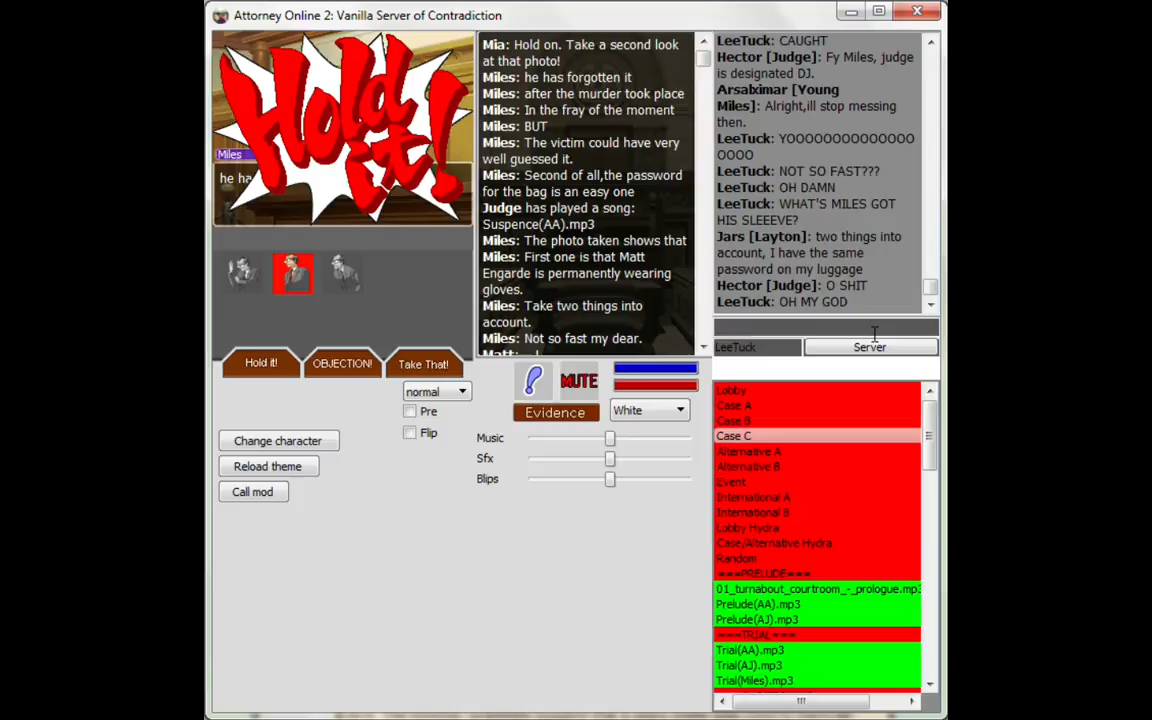 Attorney Online 2: Vanilla Server of Contradiction
Hold it!
Miles
he ha
Hold it!
OBJECTION!
Take That!
normal
Pre
Flip
Change character
Reload theme
Call mod
Mia: Hold on. Take a second look
at that photo!
Miles: he has forgotten it
Miles: after the murder took place
Miles: In the fray of the moment
Miles: BUT
Miles: The victim could have very
well guessed it.
Miles: Second of all,the password
for the bag is an easy one
Judge has played a song:
Suspence(AA).mp3
Miles: The photo taken shows that
Miles: First one is that Matt
Engarde is permanently wearing
gloves.
Miles: Take two things into
account.
Miles: Not so fast my dear.
MUTE
Evidence
White
Music
Sfx
Blips
LeeTuck: CAUGHT
Hector [Judge]: Fy Miles, judge
is designated DJ.
Arsaximar [Young
Miles]: Alright,ill stop messing
then.
LeeTuck: YOOOOOOOOOOOOOO
OOOO
LeeTuck: NOT SO FAST???
LeeTuck: OH DAMN
LeeTuck: WHAT'S MILES GOT
HIS SLEEEVE?
Jars [Layton]: two things into
account, I have the same
password on my luggage
Hector [Judge]: O SHIT
LeeTuck: OH MY GOD
LeeTuck
Server
Lobby
Case A
Case B
Case C
Alternative A
Alternative B
Event
International A
International B
Lobby Hydra
Case/Alternative Hydra
Random
===PRELUDE===
01_turnabout_courtroom_-_prologue.mp3
Prelude(AA).mp3
Prelude(AJ).mp3
===TRIAL===
Trial(AA).mp3
Trial(AJ).mp3
Trial(Miles).mp3